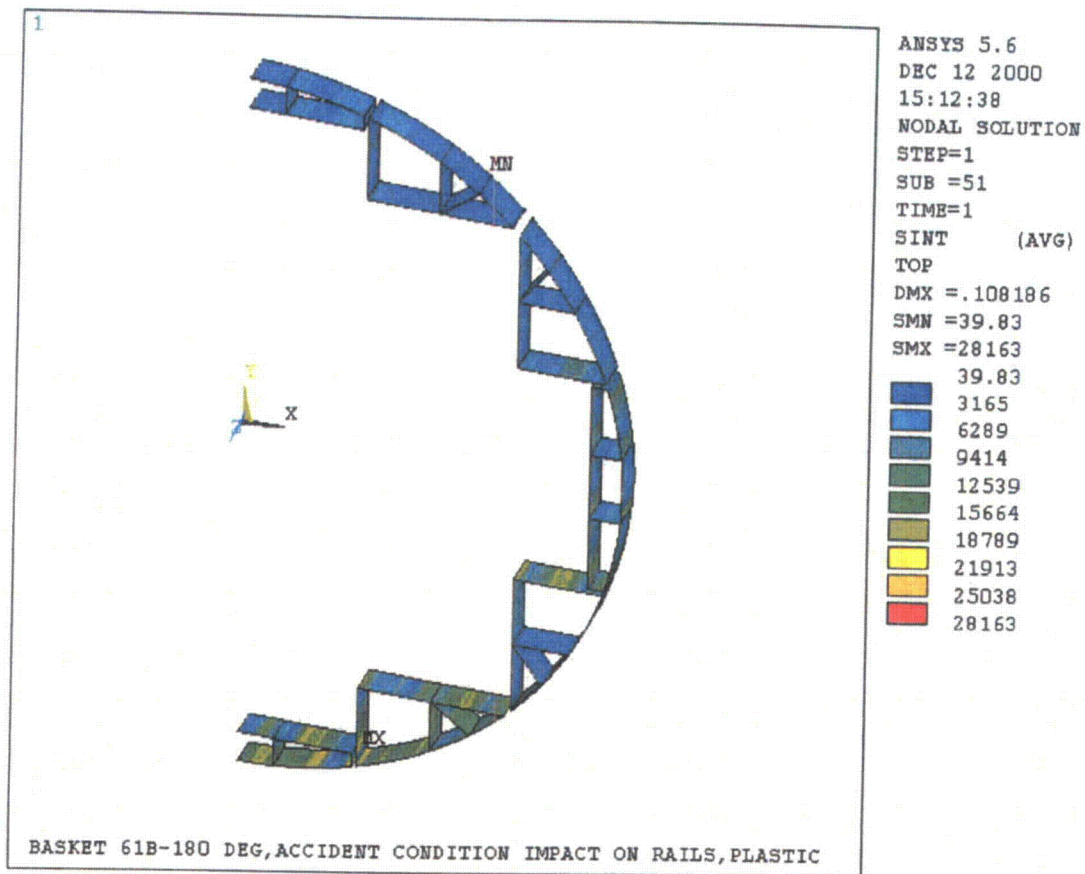 1
ANSYS 5.6
DEC 12 2000
15:12:38
NODAL SOLUTION
STEP=1
SUB =51
TIME=1
SINT (AVG)
TOP
DMX =.108186
SMN =39.83
SMX =28163
39.83
3165
6289
9414
12539
15664
18789
21913
25038
28163
MN
X
MX
BASKET 61B-180 DEG,ACCIDENT CONDITION IMPACT ON RAILS,PLASTIC